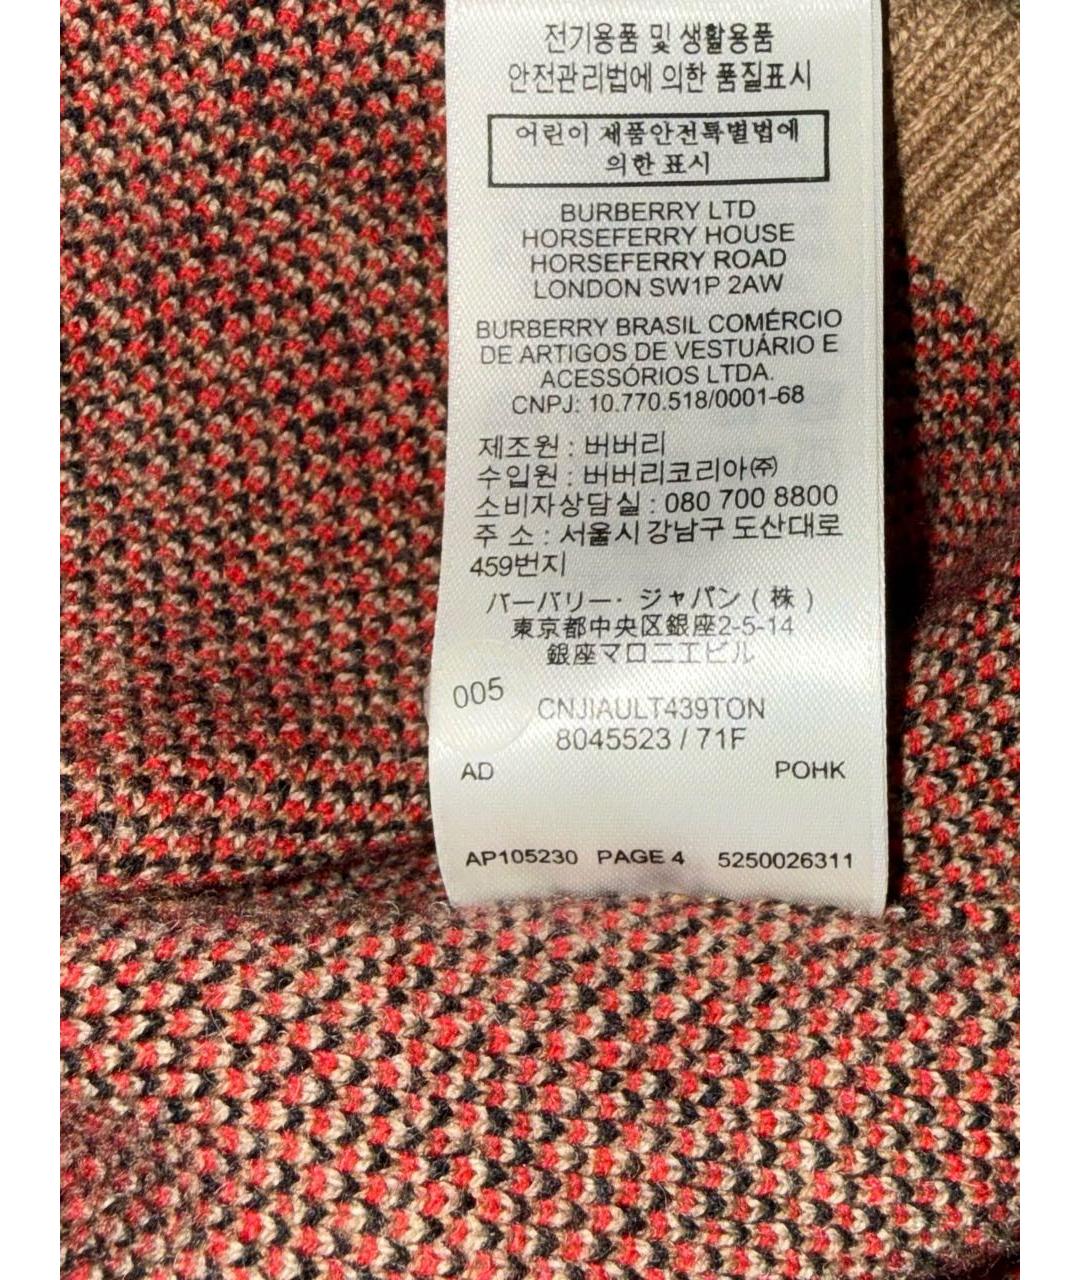 전기용품 및 생활용품
안전관리법에 의한 품질표시
어린이 제품안전특별법에
의한 표시
BURBERRY LTD
HORSEFERRY HOUSE
HORSEFERRY ROAD
LONDON SW1P 2AW
BURBERRY BRASIL COMÉRCIO
DE ARTIGOS DE VESTUÁRIO E
ACESSÓRIOS LTDA.
CNPJ: 10.770.518/0001-68
제조원 : 버버리
수입원 : 버버리코리아㈜
소비자상담실 : 080 700 8800
주 소 : 서울시 강남구 도산대로
459번지
バーバリー・ジャパン ( 株 )
東京都中央区銀座2-5-14
銀座マロニエビル
005
CNJIAULT439TON
8045523 / 71F
AD POHK
AP105230 PAGE 4 5250026311